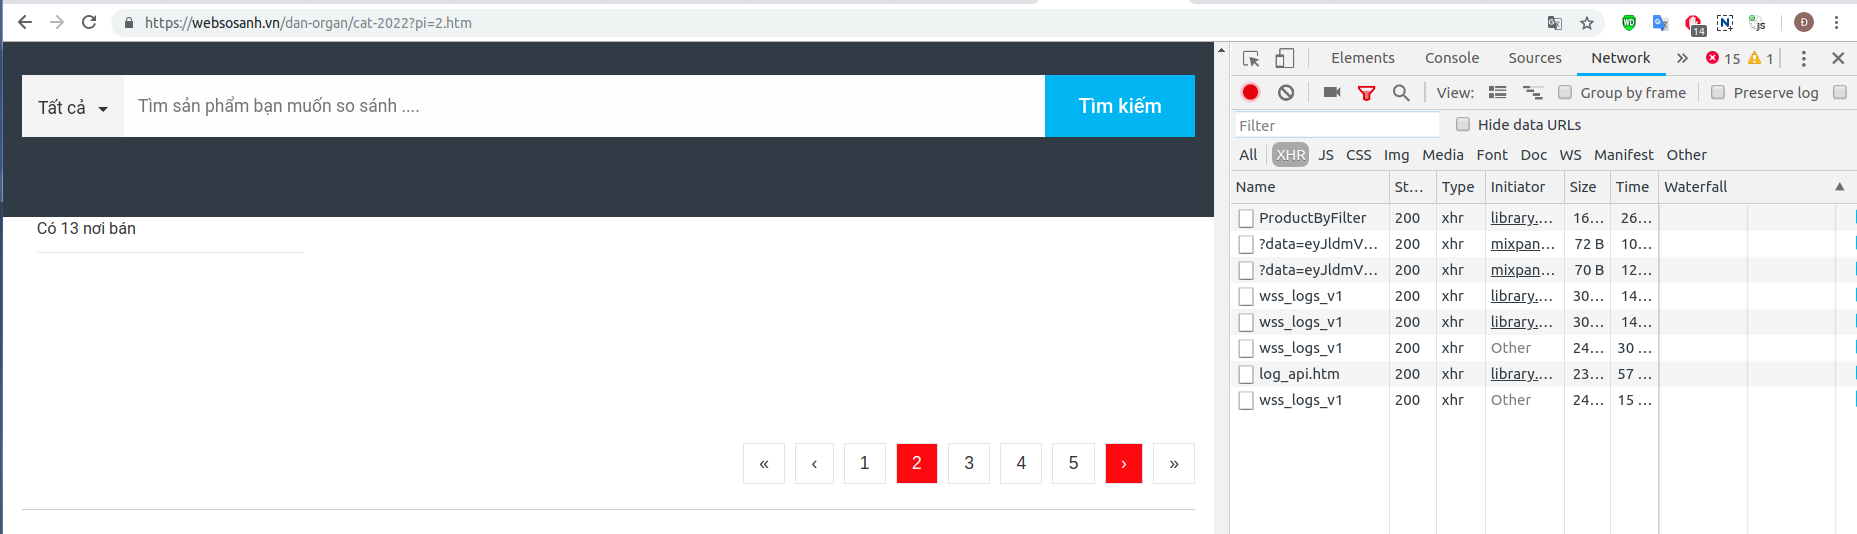 https://websosanh.vn/dan-organ/cat-2022?pi=2.htm
14
JS
Đ
Tất cả
Tìm sản phẩm bạn muốn so sánh ....
Tìm kiếm
Có 13 nơi bán
« ‹ 1 2 3 4 5 › »
Elements Console Sources Network » 15 1
View: Group by frame Preserve log
Filter Hide data URLs
All XHR JS CSS Img Media Font Doc WS Manifest Other
Name St... Type Initiator Size Time Waterfall
ProductByFilter 200 xhr library.... 16... 26...
?data=eyJldmV... 200 xhr mixpan... 72 B 10...
?data=eyJldmV... 200 xhr mixpan... 70 B 12...
wss_logs_v1 200 xhr library.... 30... 14...
wss_logs_v1 200 xhr library.... 30... 14...
wss_logs_v1 200 xhr Other 24... 30 ...
log_api.htm 200 xhr library.... 23... 57 ...
wss_logs_v1 200 xhr Other 24... 15 ...